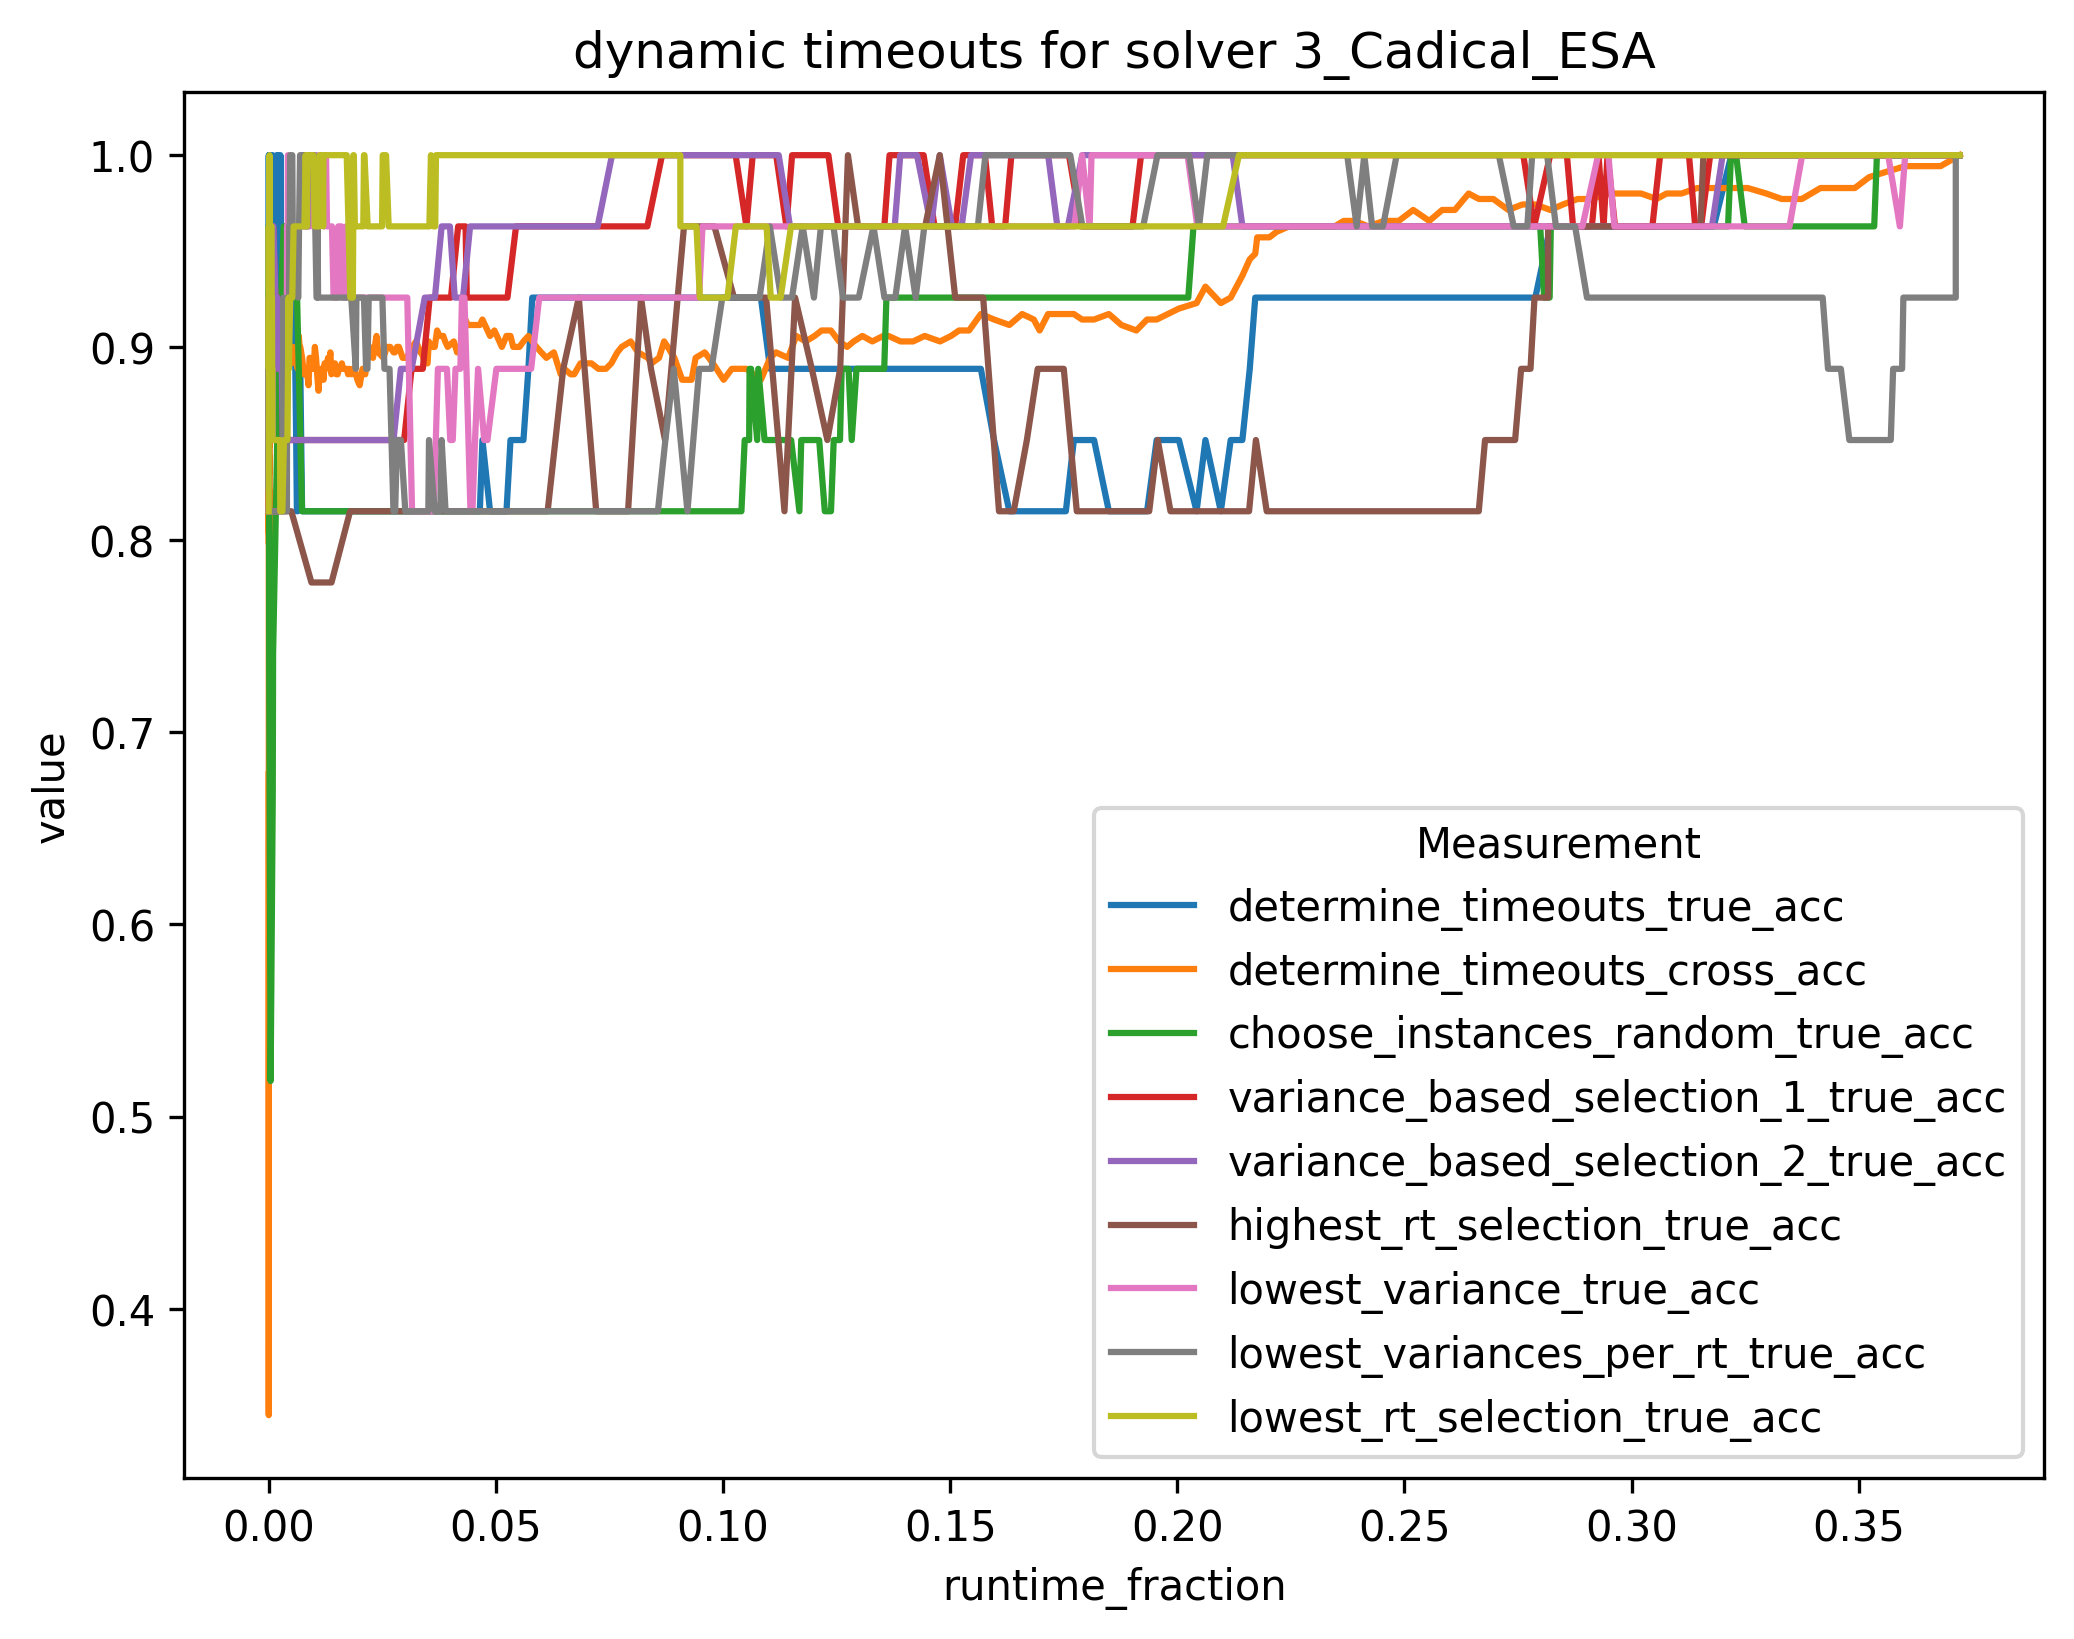 dynamic timeouts for solver 3_Cadical_ESA
1.0
0.9
0.8
0.7
0.6
0.5
0.4
value
0.00 0.05 0.10 0.15 0.20 0.25 0.30 0.35
runtime_fraction
Measurement
determine_timeouts_true_acc
determine_timeouts_cross_acc
choose_instances_random_true_acc
variance_based_selection_1_true_acc
variance_based_selection_2_true_acc
highest_rt_selection_true_acc
lowest_variance_true_acc
lowest_variances_per_rt_true_acc
lowest_rt_selection_true_acc